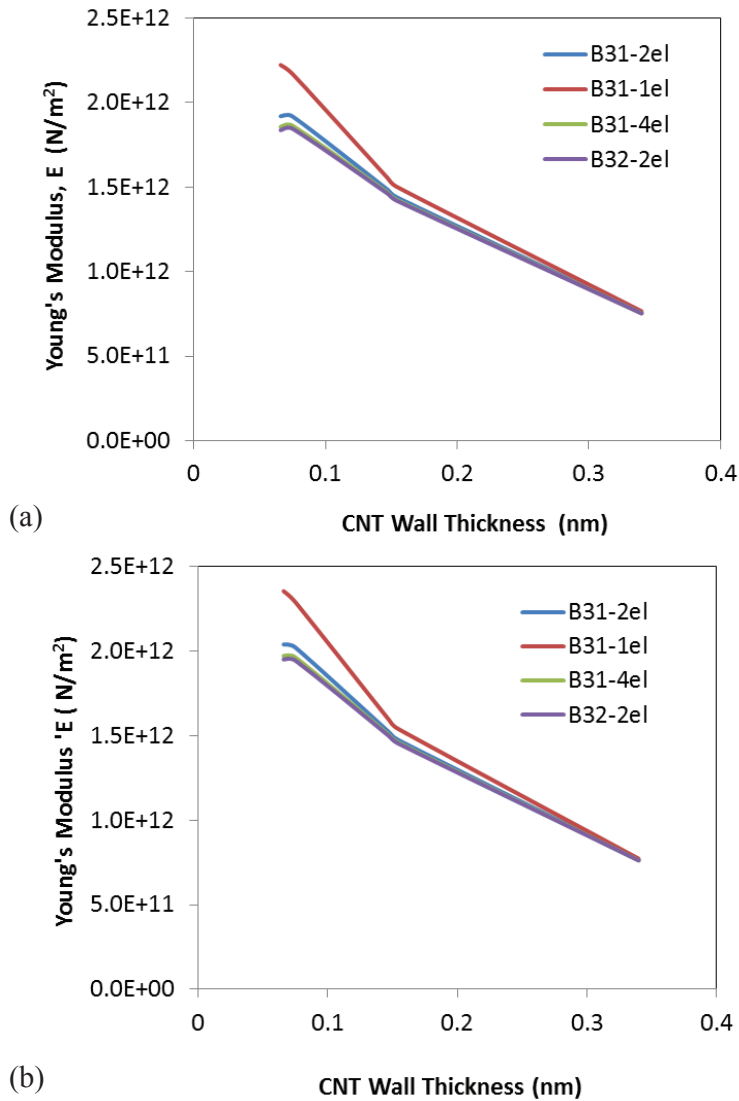 2.5E+12
2.0E+12
1.5E+12
1.0E+12
5.0E+11
0.0E+00
Young's Modulus, E (N/m²)
B31-2el
B31-1el
B31-4el
B32-2el
0 0.1 0.2 0.3 0.4
CNT Wall Thickness (nm)
(a)
2.5E+12
2.0E+12
1.5E+12
1.0E+12
5.0E+11
0.0E+00
Young's Modulus 'E ( N/m²)
B31-2el
B31-1el
B31-4el
B32-2el
0 0.1 0.2 0.3 0.4
CNT Wall Thickness (nm)
(b)